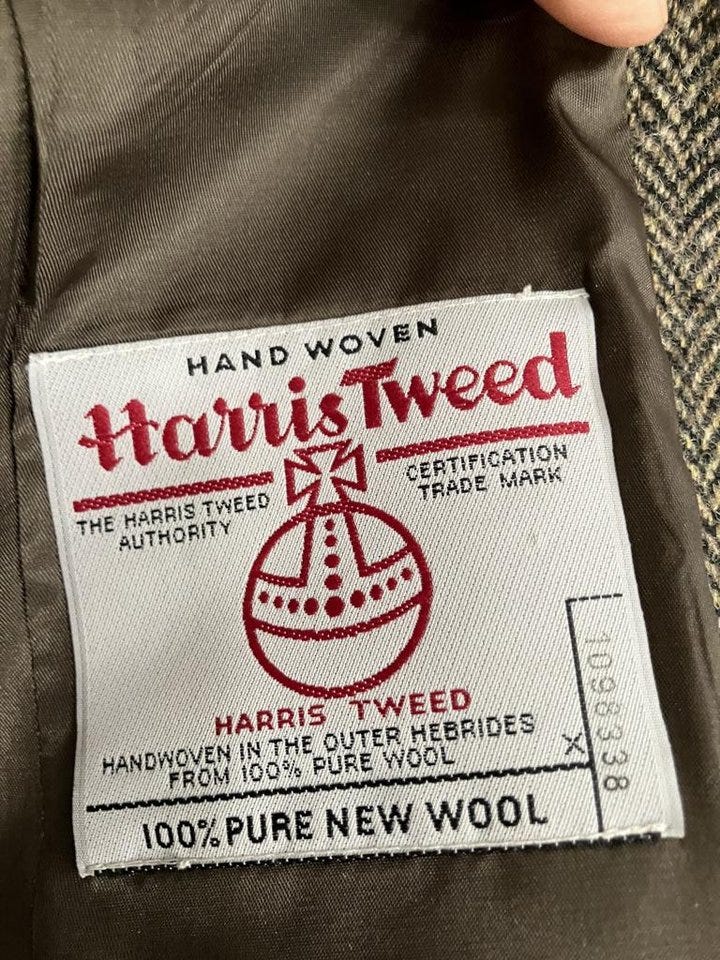 HAND WOVEN
Harris Tweed
THE HARRIS TWEED
AUTHORITY
CERTIFICATION
TRADE MARK
HARRIS TWEED
HANDWOVEN IN THE OUTER HEBRIDES
FROM 100% PURE WOOL
X
1098338
100% PURE NEW WOOL